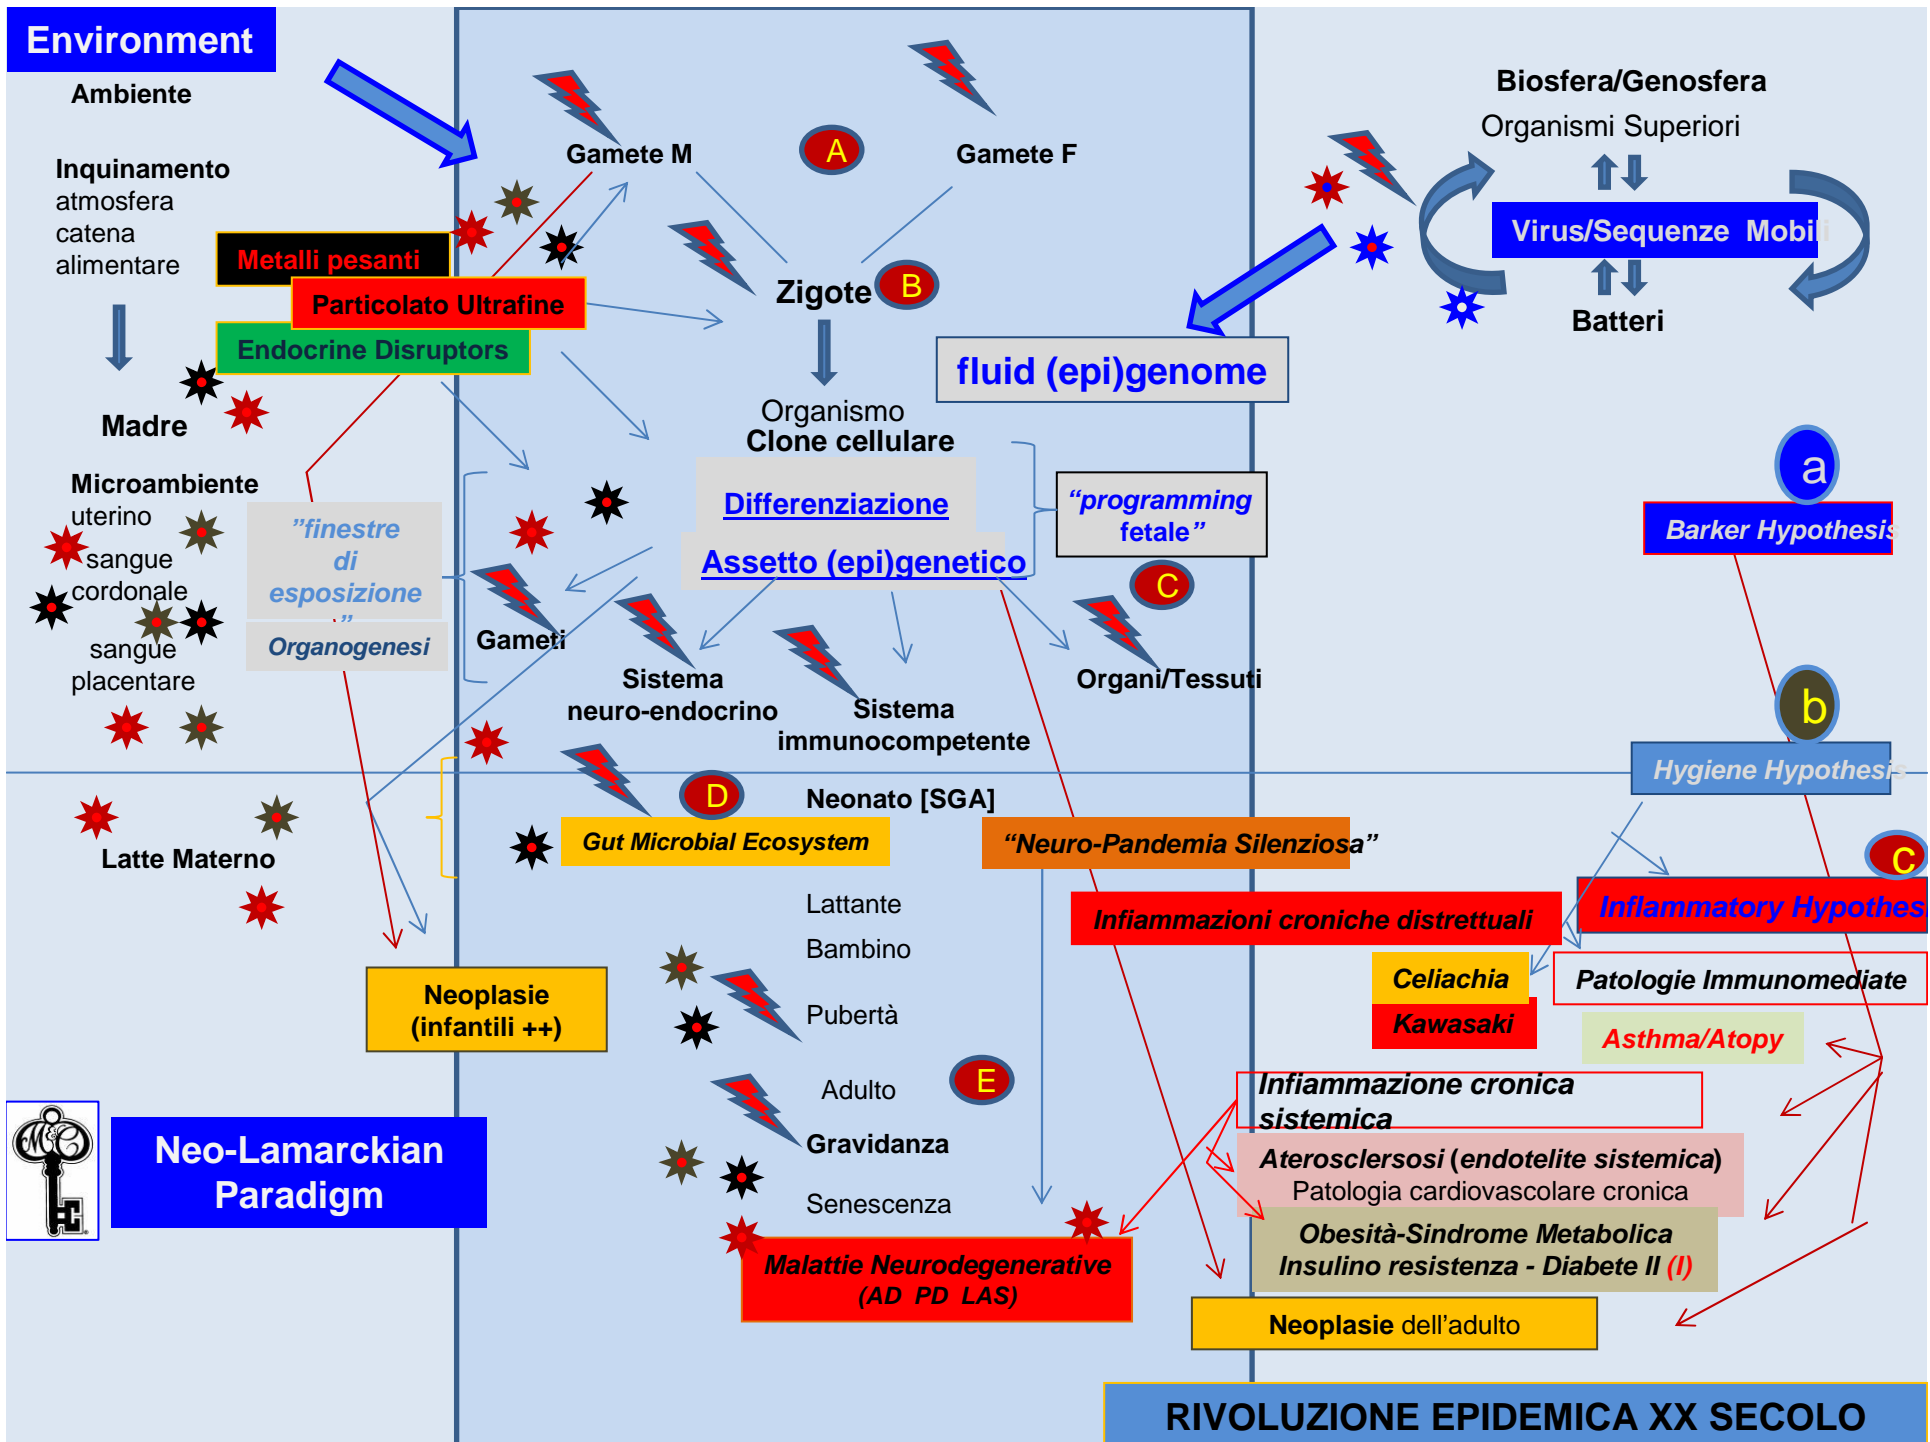 Environment
Ambiente
Inquinamento
atmosfera
catena
alimentare
Metalli pesanti
Particolato Ultrafine
Endocrine Disruptors
Madre
Microambiente
uterino
sangue
cordonale
sangue
placentare
"finestre
di
esposizione
"
Organogenesi
Latte Materno
Neoplasie
(infantili ++)
M&C
HC
Neo-Lamarckian
Paradigm
Gamete M
A
Gamete F
Zigote
B
fluid (epi)genome
Organismo
Clone cellulare
Differenziazione
Assetto (epi)genetico
"programming
fetale"
C
Gameti
Sistema
neuro-endocrino
Sistema
immunocompetente
Organi/Tessuti
D
Neonato [SGA]
Gut Microbial Ecosystem
"Neuro-Pandemia Silenziosa"
Lattante
Bambino
Pubertà
Adulto
E
Gravidanza
Senescenza
Malattie Neurodegenerative
(AD PD LAS)
Biosfera/Genosfera
Organismi Superiori
Virus/Sequenze Mobili
Batteri
a
Barker Hypothesis
b
Hygiene Hypothesis
c
Inflammatory Hypothesi
Infiammazioni croniche distrettuali
Celiachia
Patologie Immunomediate
Kawasaki
Asthma/Atopy
Infiammazione cronica
sistemica
Aterosclersosi (endotelite sistemica)
Patologia cardiovascolare cronica
Obesità-Sindrome Metabolica
Insulino resistenza - Diabete II (I)
Neoplasie dell'adulto
RIVOLUZIONE EPIDEMICA XX SECOLO